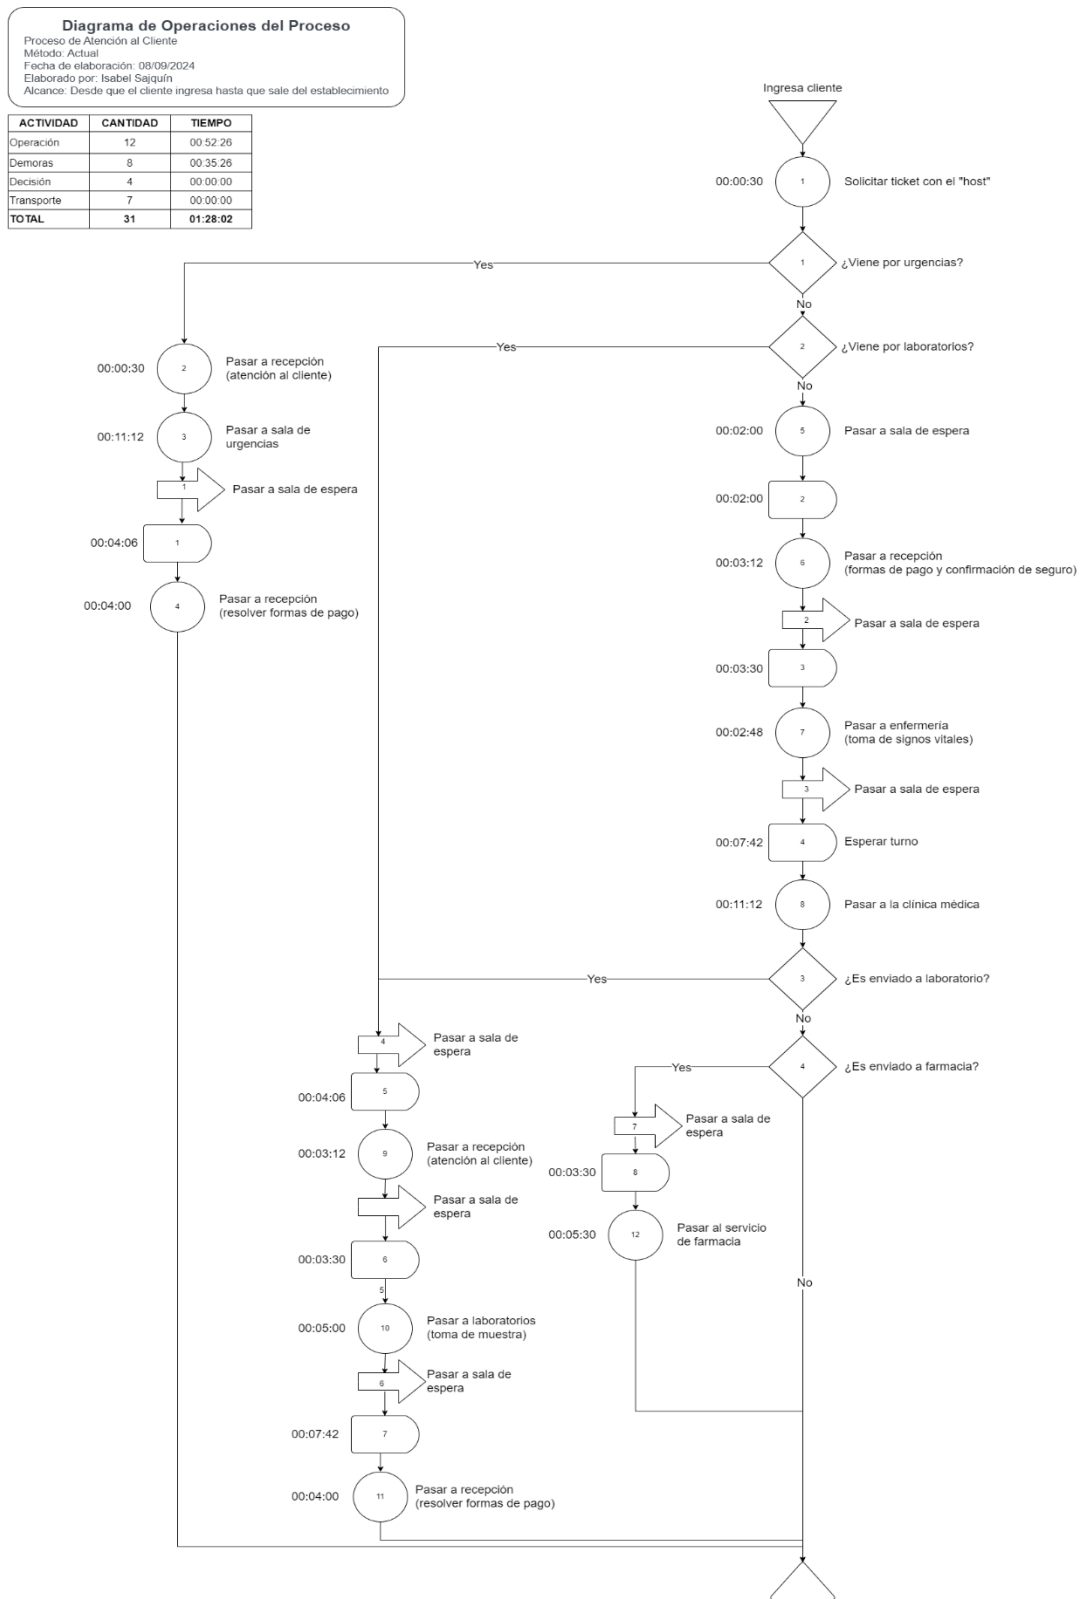 Diagrama de Operaciones del Proceso
Proceso de Atención al Cliente
Método: Actual
Fecha de elaboración: 08/09/2024
Elaborado por: Isabel Sajquín
Alcance: Desde que el cliente ingresa hasta que sale del establecimiento
ACTIVIDAD CANTIDAD TIEMPO
Operación 12 00:52:26
Demoras 8 00:35:26
Decisión 4 00:00:00
Transporte 7 00:00:00
TOTAL 31 01:28:02
Ingresa cliente
00:00:30 1 Solicitar ticket con el "host"
1 ¿Viene por urgencias?
Yes
No
2 ¿Viene por laboratorios?
Yes
No
00:00:30 2 Pasar a recepción
(atención al cliente)
00:11:12 3 Pasar a sala de
urgencias
1 Pasar a sala de espera
00:04:06 1
00:04:00 4 Pasar a recepción
(resolver formas de pago)
00:02:00 5 Pasar a sala de espera
00:02:00 2
00:03:12 6 Pasar a recepción
(formas de pago y confirmación de seguro)
2 Pasar a sala de espera
00:03:30 3
00:02:48 7 Pasar a enfermería
(toma de signos vitales)
3 Pasar a sala de espera
00:07:42 4 Esperar turno
00:11:12 8 Pasar a la clínica médica
3 ¿Es enviado a laboratorio?
Yes
No
4 ¿Es enviado a farmacia?
Yes
No
4 Pasar a sala de
espera
00:04:06 5
00:03:12 9 Pasar a recepción
(atención al cliente)
Pasar a sala de
espera
00:03:30 6
5
00:05:00 10 Pasar a laboratorios
(toma de muestra)
6 Pasar a sala de
espera
00:07:42 7
00:04:00 11 Pasar a recepción
(resolver formas de pago)
7 Pasar a sala de
espera
00:03:30 8
00:05:30 12 Pasar al servicio
de farmacia